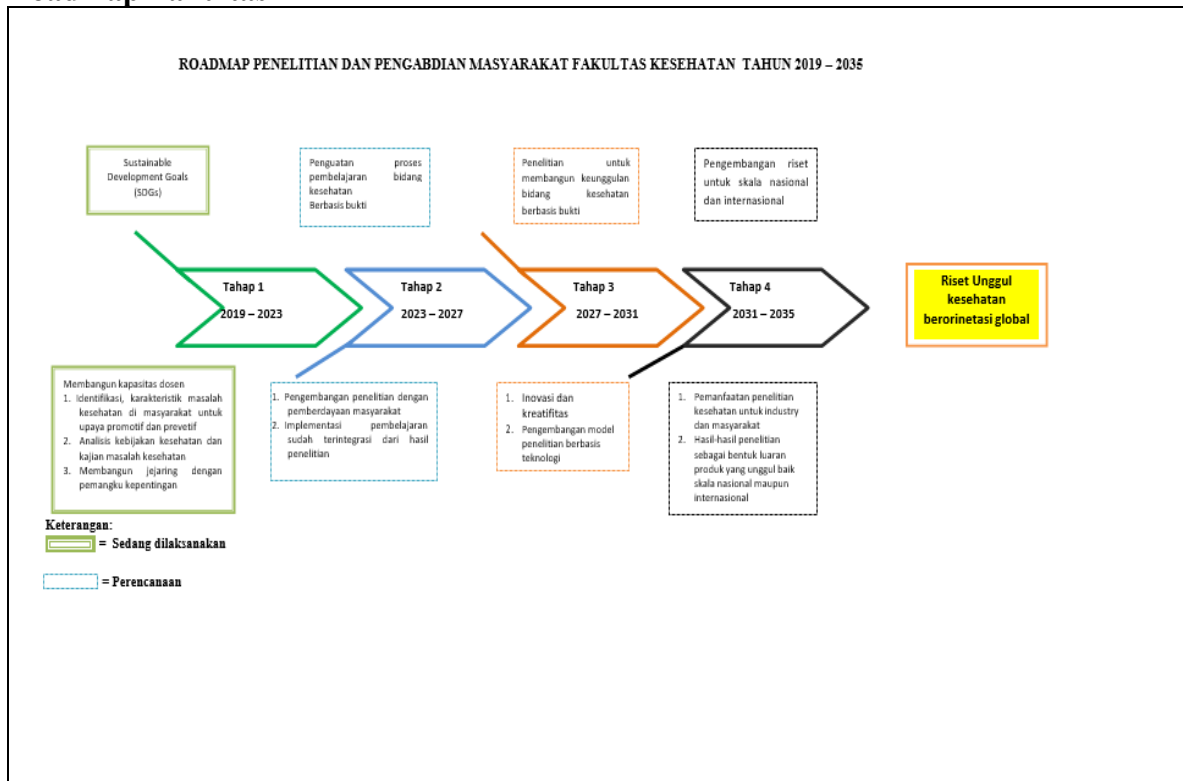 ROADMAP PENELITIAN DAN PENGABDIAN MASYARAKAT FAKULTAS KESEHATAN TAHUN 2019 – 2035
Sustainable
Development Goals
(SDGs)
Penguatan proses
pembelajaran bidang
kesehatan
Berbasis bukti
Penelitian untuk
membangun keunggulan
bidang kesehatan
berbasis bukti
Pengembangan riset
untuk skala nasional
dan internasional
Tahap 1
2019 – 2023
Tahap 2
2023 – 2027
Tahap 3
2027 – 2031
Tahap 4
2031 – 2035
Riset Unggul
kesehatan
berorinetasi global
Membangun kapasitas dosen
1. Identifikasi, karakteristik masalah
kesehatan di masyarakat untuk
upaya promotif dan prevetif
2. Analisis kebijakan kesehatan dan
kajian masalah kesehatan
3. Membangun jejaring dengan
pemangku kepentingan
1. Pengembangan penelitian dengan
pemberdayaan masyarakat
2. Implementasi pembelajaran
sudah terintegrasi dari hasil
penelitian
1. Inovasi dan
kreatifitas
2. Pengembangan model
penelitian berbasis
teknologi
1. Pemanfaatan penelitian
kesehatan untuk industry
dan masyarakat
2. Hasil-hasil penelitian
sebagai bentuk luaran
produk yang unggul baik
skala nasional maupun
internasional
Keterangan:
= Sedang dilaksanakan
= Perencanaan